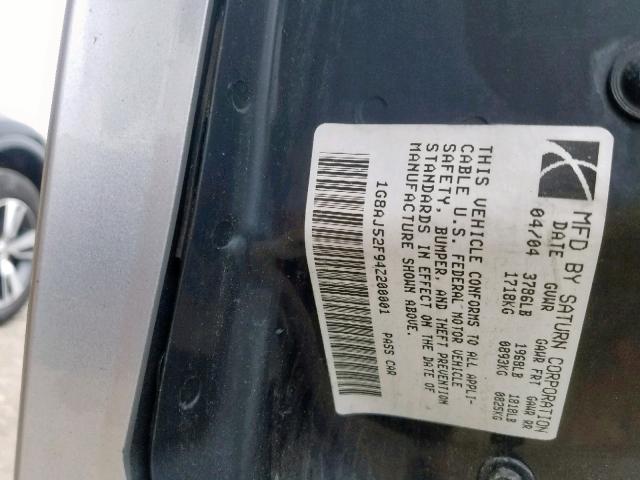 MFD BY SATURN CORPORATION
DATE GVWR GAWR FRT GAWR RR
04/04 3786LB 1968LB 1818LB
1718KG 0893KG 0825KG
THIS VEHICLE CONFORMS TO ALL APPLI-
CABLE U.S. FEDERAL MOTOR VEHICLE
SAFETY, BUMPER, AND THEFT PREVENTION
STANDARDS IN EFFECT ON THE DATE OF
MANUFACTURE SHOWN ABOVE.
1G8AJ52F94Z200001 PASS CAR